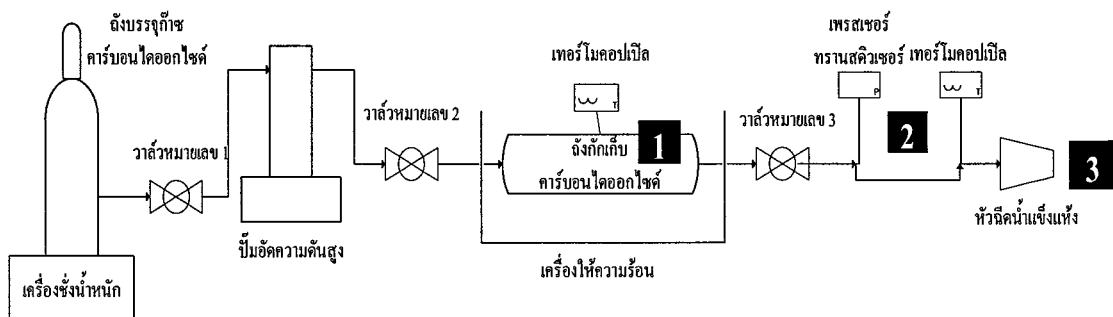 ถังบรรจุก๊าซ
คาร์บอนไดออกไซด์
วาล์วหมายเลข 1
เครื่องชั่งน้ำหนัก
ปั๊มอัดความดันสูง
วาล์วหมายเลข 2
เทอร์โมคอปเปิล
T
ถังกักเก็บ 1
คาร์บอนไดออกไซด์
เครื่องให้ความร้อน
วาล์วหมายเลข 3
เพรสเชอร์
ทรานสดิวเซอร์
P
เทอร์โมคอปเปิล
T
2
3
หัวฉีดน้ำแข็งแห้ง